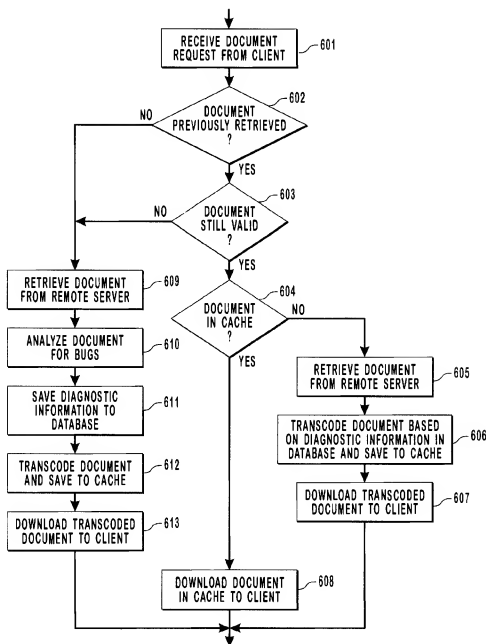 RECEIVE DOCUMENT
REQUEST FROM CLIENT
601
602
DOCUMENT
PREVIOUSLY RETRIEVED
?
NO
YES
603
DOCUMENT
STILL VALID
?
NO
YES
604
DOCUMENT
IN CACHE
?
NO
YES
RETRIEVE DOCUMENT
FROM REMOTE SERVER
609
ANALYZE DOCUMENT
FOR BUGS
610
SAVE DIAGNOSTIC
INFORMATION TO
DATABASE
611
TRANSCODE DOCUMENT
AND SAVE TO CACHE
612
DOWNLOAD TRANSCODED
DOCUMENT TO CLIENT
613
RETRIEVE DOCUMENT
FROM REMOTE SERVER
605
TRANSCODE DOCUMENT BASED
ON DIAGNOSTIC INFORMATION IN
DATABASE AND SAVE TO CACHE
606
DOWNLOAD TRANSCODED
DOCUMENT TO CLIENT
607
DOWNLOAD DOCUMENT
IN CACHE TO CLIENT
608